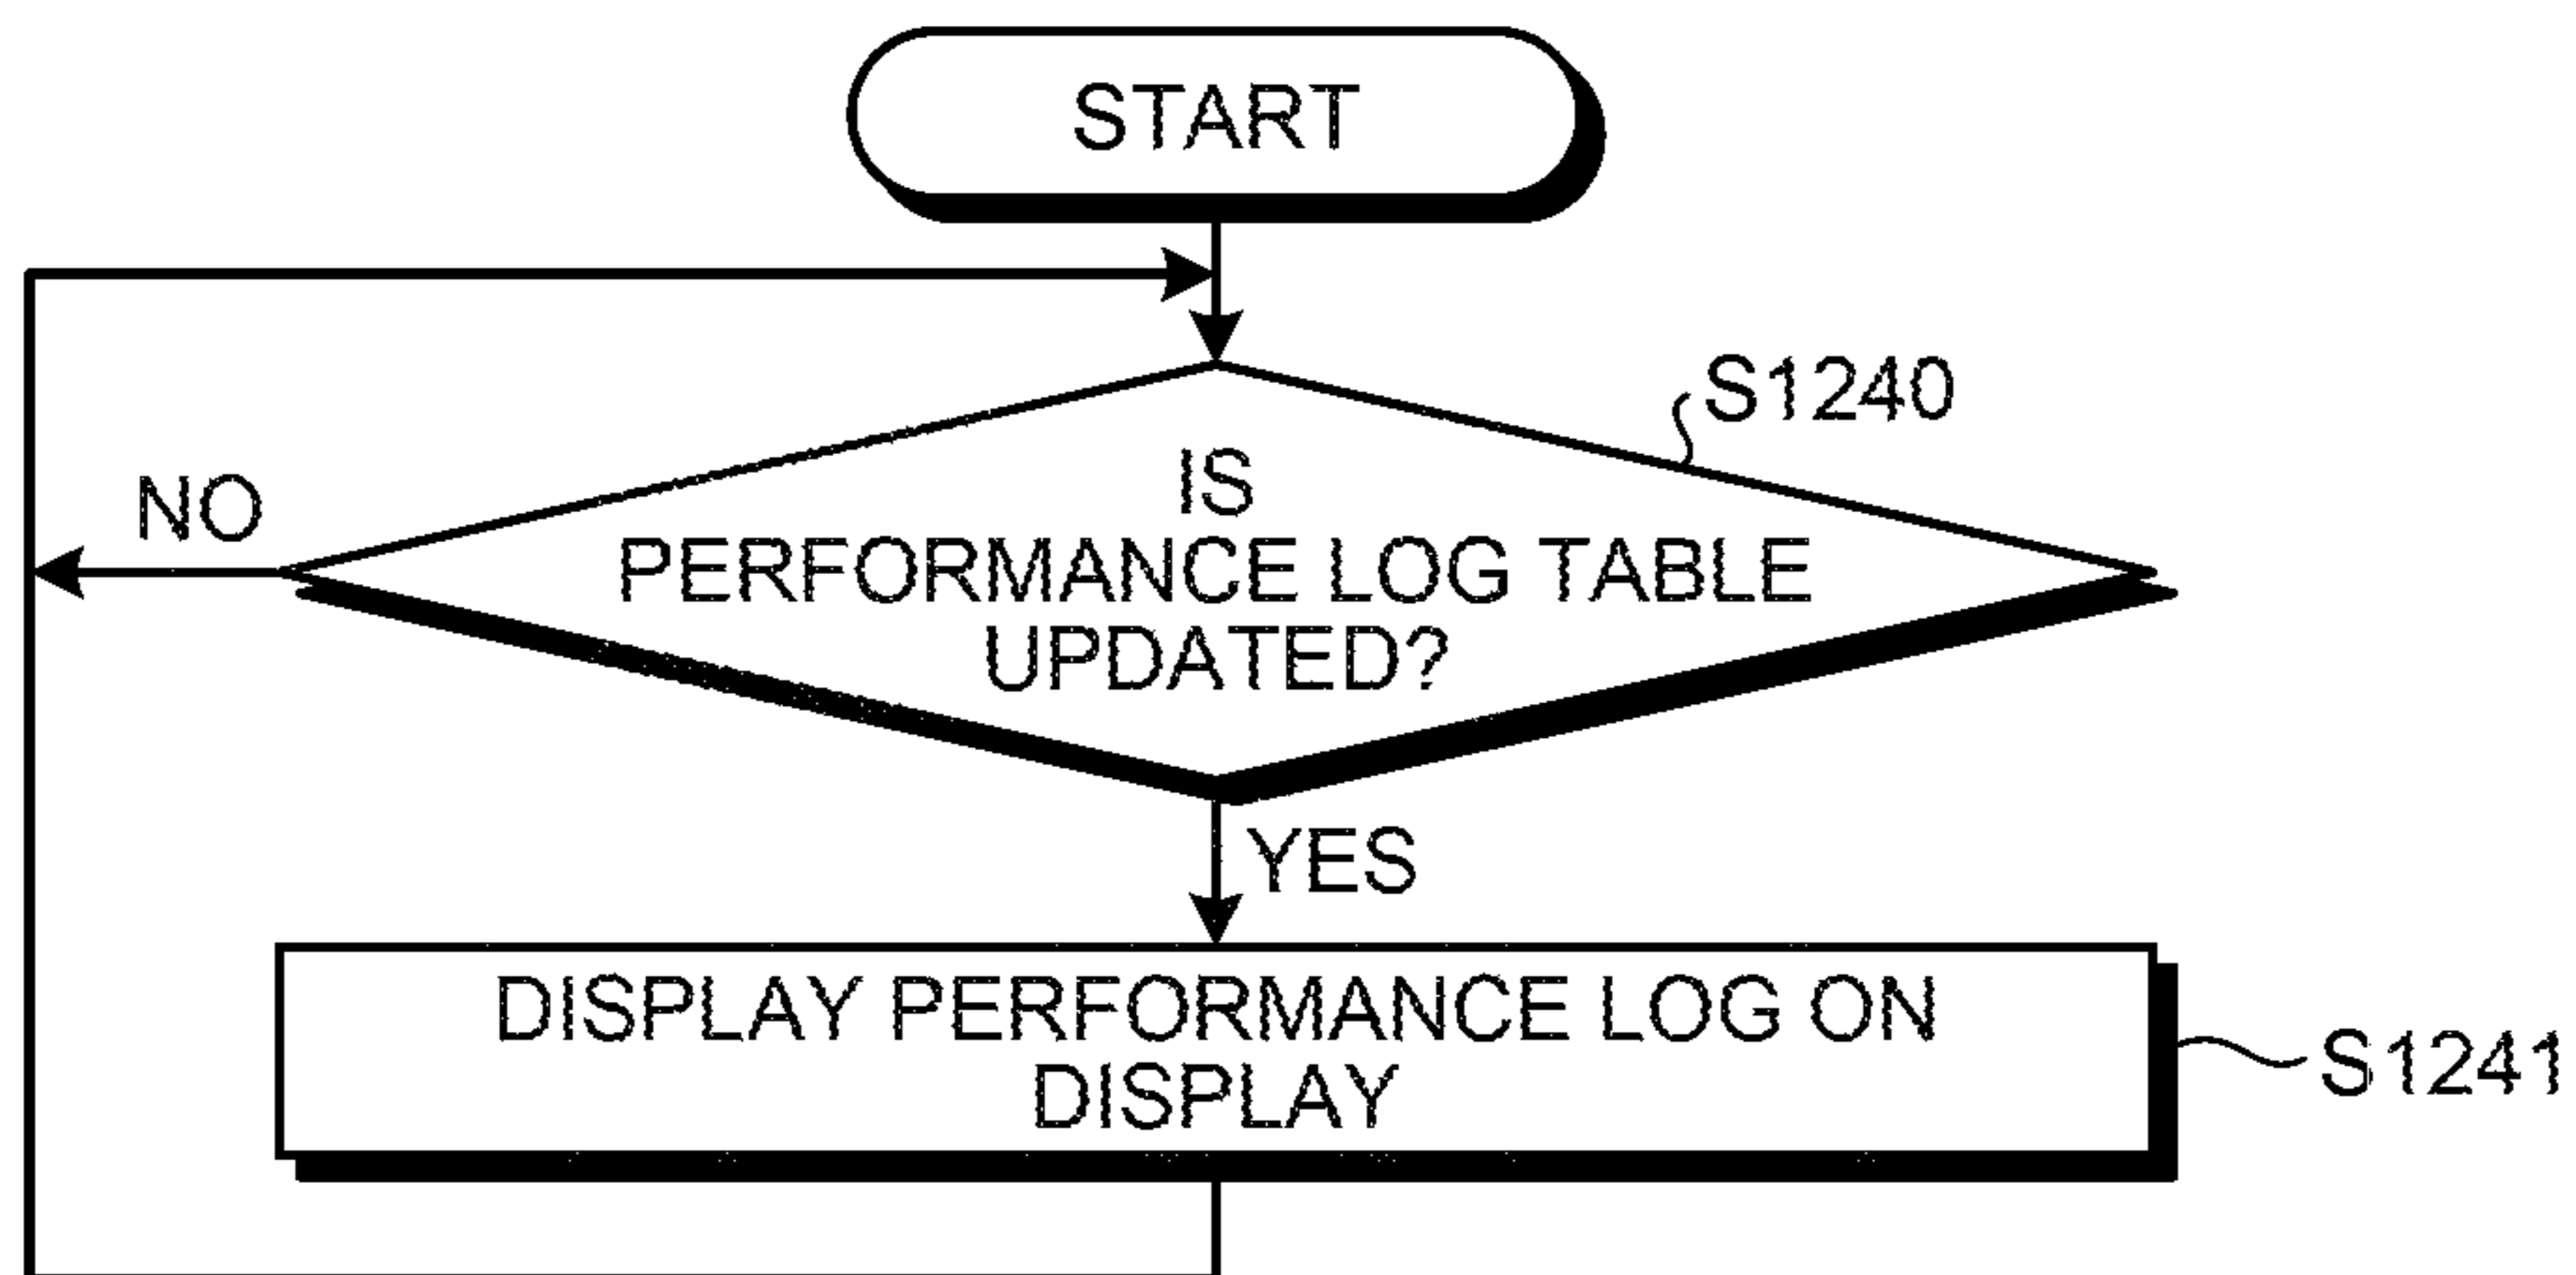 START
S1240
NO
IS
PERFORMANCE LOG TABLE
UPDATED?
YES
DISPLAY PERFORMANCE LOG ON
DISPLAY
S1241